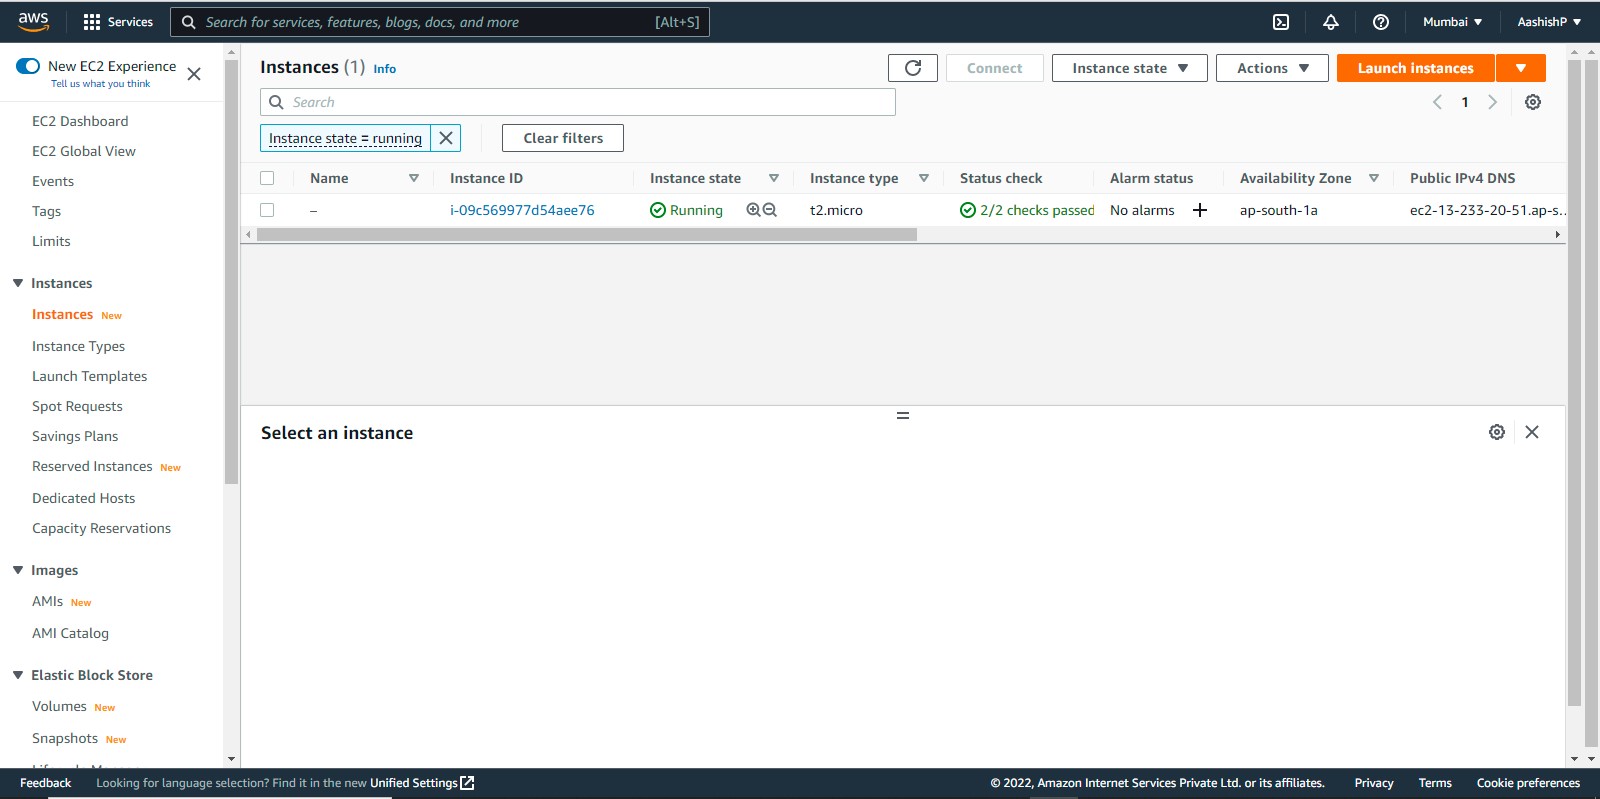 aws
Services
Search for services, features, blogs, docs, and more [Alt+S]
Mumbai
AashishP
New EC2 Experience
Tell us what you think
EC2 Dashboard
EC2 Global View
Events
Tags
Limits
Instances
Instances New
Instance Types
Launch Templates
Spot Requests
Savings Plans
Reserved Instances New
Dedicated Hosts
Capacity Reservations
Images
AMIs New
AMI Catalog
Elastic Block Store
Volumes New
Snapshots New
Instances (1) Info
Connect
Instance state
Actions
Launch instances
Search
1
Instance state = running
Clear filters
Name Instance ID Instance state Instance type Status check Alarm status Availability Zone Public IPv4 DNS
– i-09c569977d54aee76 Running t2.micro 2/2 checks passed No alarms + ap-south-1a ec2-13-233-20-51.ap-s...
Select an instance
Feedback
Looking for language selection? Find it in the new Unified Settings
© 2022, Amazon Internet Services Private Ltd. or its affiliates.
Privacy
Terms
Cookie preferences